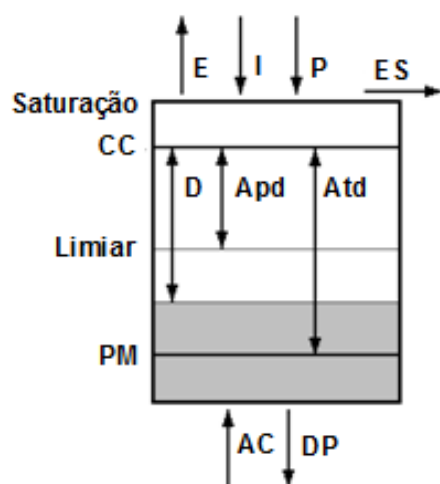 E I P ES
Saturação
CC
D Apd Atd
Limiar
PM
AC DP